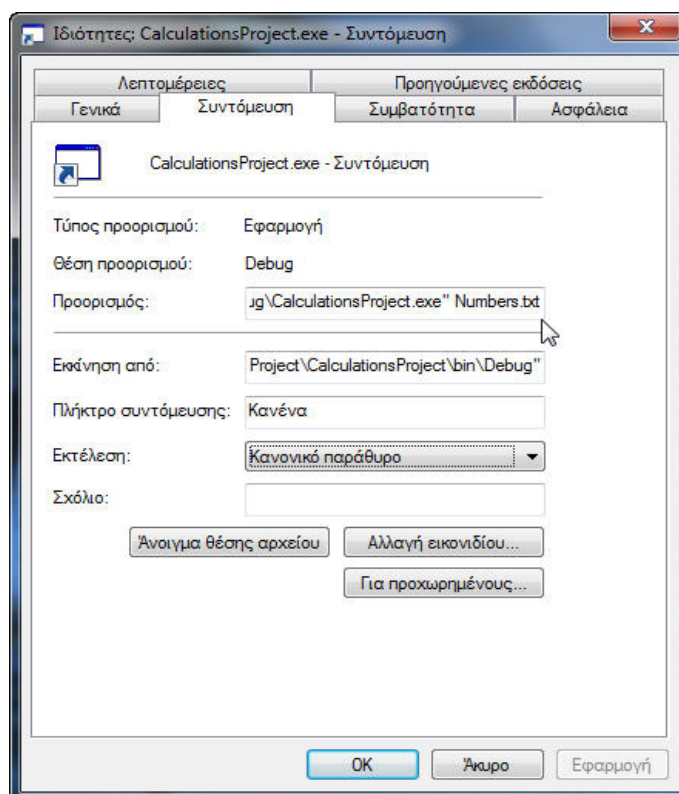 Ιδιότητες: CalculationsProject.exe - Συντόμευση
Λεπτομέρειες Προηγούμενες εκδόσεις
Γενικά Συντόμευση Συμβατότητα Ασφάλεια
CalculationsProject.exe - Συντόμευση
Τύπος προορισμού: Εφαρμογή
Θέση προορισμού: Debug
Προορισμός: ug\CalculationsProject.exe" Numbers.txt
Εκκίνηση από: Project\CalculationsProject\bin\Debug"
Πλήκτρο συντόμευσης: Κανένα
Εκτέλεση: Κανονικό παράθυρο
Σχόλιο:
Άνοιγμα θέσης αρχείου Αλλαγή εικονιδίου...
Για προχωρημένους...
OK Άκυρο Εφαρμογή